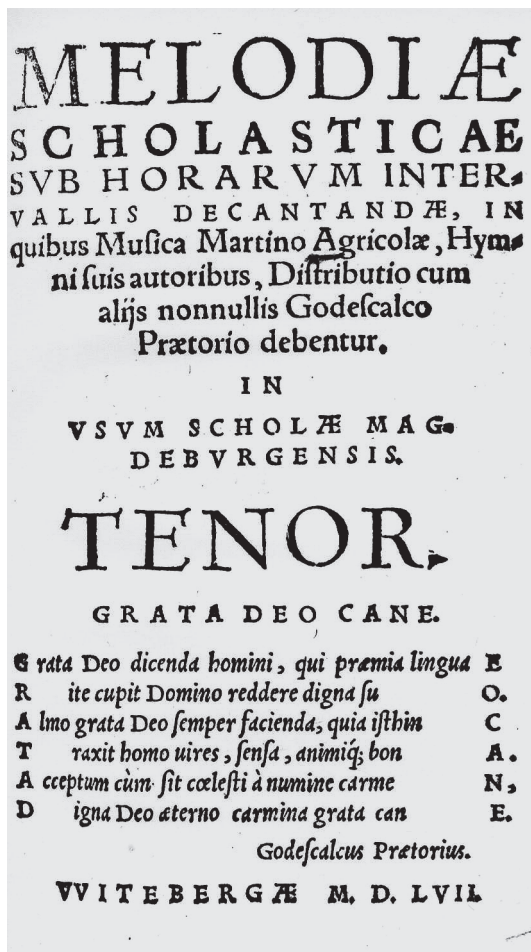 MELODIÆ
SCHOLASTICAE
SVB HORARVM INTER-
VALLIS DECANTANDÆ, IN
quibus Muſica Martino Agricolæ, Hym-
ni ſuis autoribus, Diſtributio cum
alijs nonnullis Godeſcalco
Prætorio debentur.
IN
VSVM SCHOLÆ MAG-
DEBVRGENSIS.
TENOR.
GRATA DEO CANE.
G rata Deo dicenda homini, qui præmia lingua E
R ite cupit Domino reddere digna ſu O.
A lmo grata Deo ſemper facienda, quia iſthin C
T raxit homo uires, ſenſa, animiq́; bon A.
A cceptum cùm ſit cœleſti à numine carme N,
D igna Deo æterno carmina grata can E.
Godeſcalcus Prætorius.
VVITEBERGÆ M. D. LVII.